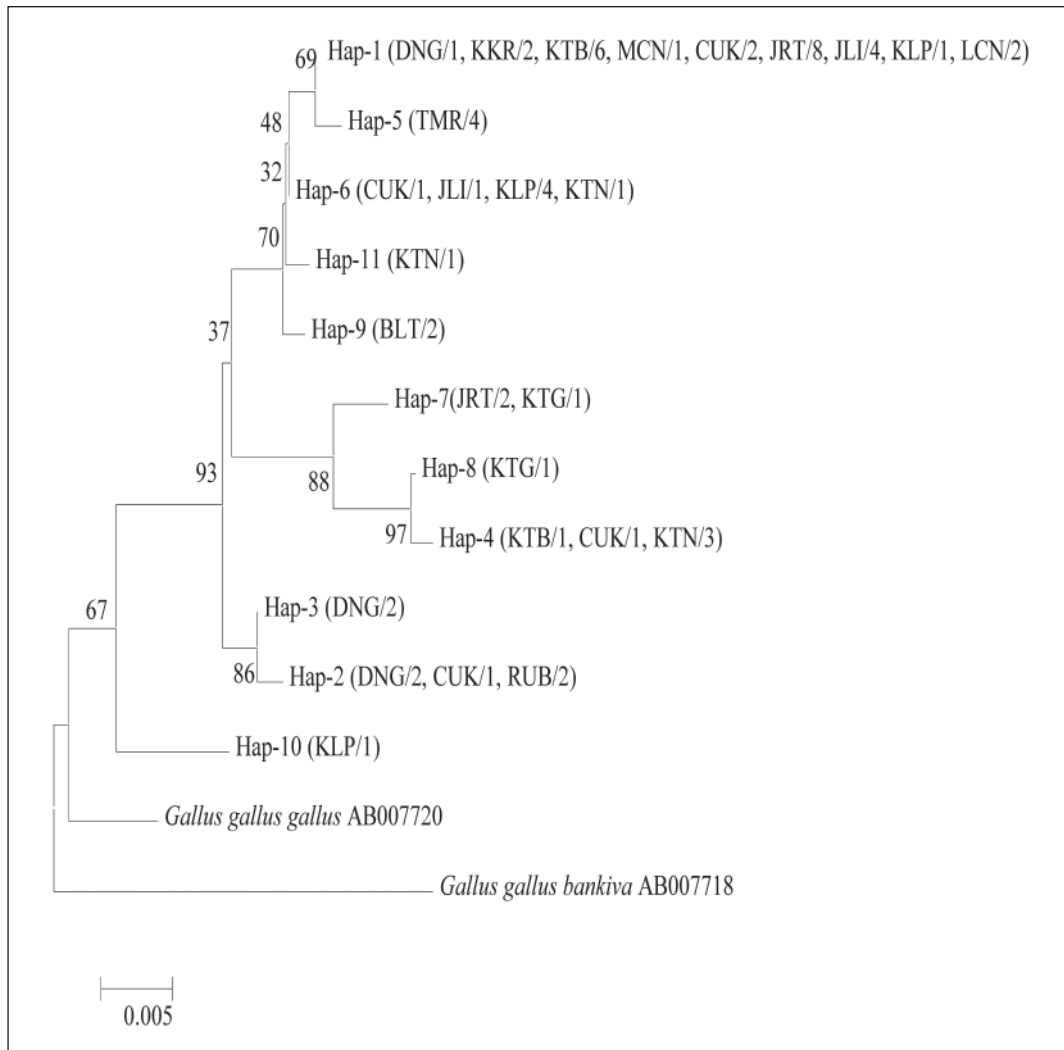 Hap-1 (DNG/1, KKR/2, KTB/6, MCN/1, CUK/2, JRT/8, JLI/4, KLP/1, LCN/2)
69
Hap-5 (TMR/4)
48
32
Hap-6 (CUK/1, JLI/1, KLP/4, KTN/1)
70
Hap-11 (KTN/1)
37
Hap-9 (BLT/2)
Hap-7(JRT/2, KTG/1)
93
Hap-8 (KTG/1)
88
97
Hap-4 (KTB/1, CUK/1, KTN/3)
67
Hap-3 (DNG/2)
86
Hap-2 (DNG/2, CUK/1, RUB/2)
Hap-10 (KLP/1)
Gallus gallus gallus AB007720
Gallus gallus bankiva AB007718
0.005